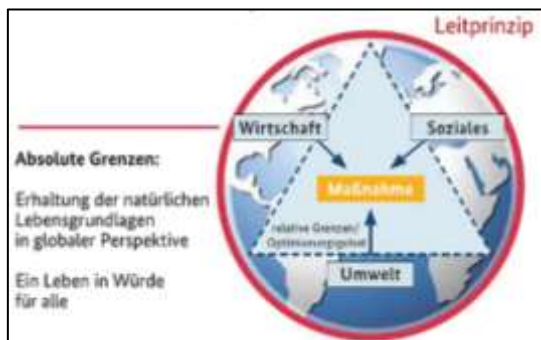 Leitprinzip
Wirtschaft
Soziales
Absolute Grenzen:
Maßnahme
Erhaltung der natürlichen
Lebensgrundlagen
in globaler Perspektive
relative Grenzen/
Optimierungsgebot
Umwelt
Ein Leben in Würde
für alle